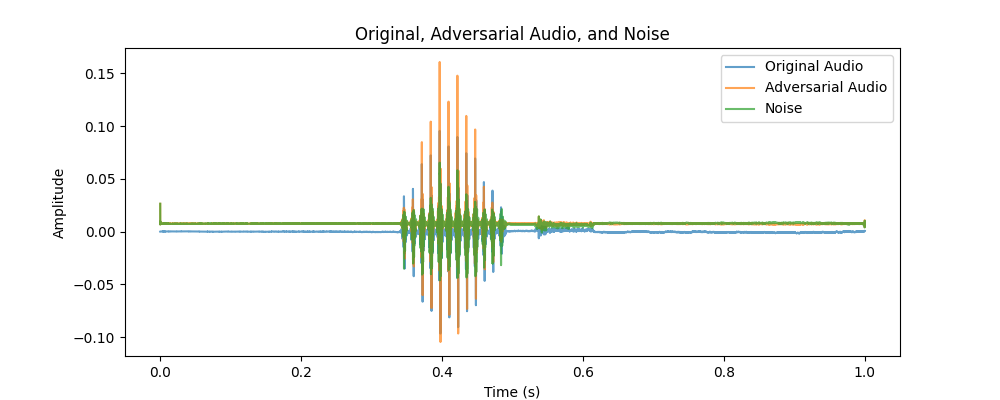 Original, Adversarial Audio, and Noise
Original Audio
Adversarial Audio
Noise
Amplitude
0.15
0.10
0.05
0.00
−0.05
−0.10
0.0 0.2 0.4 0.6 0.8 1.0
Time (s)